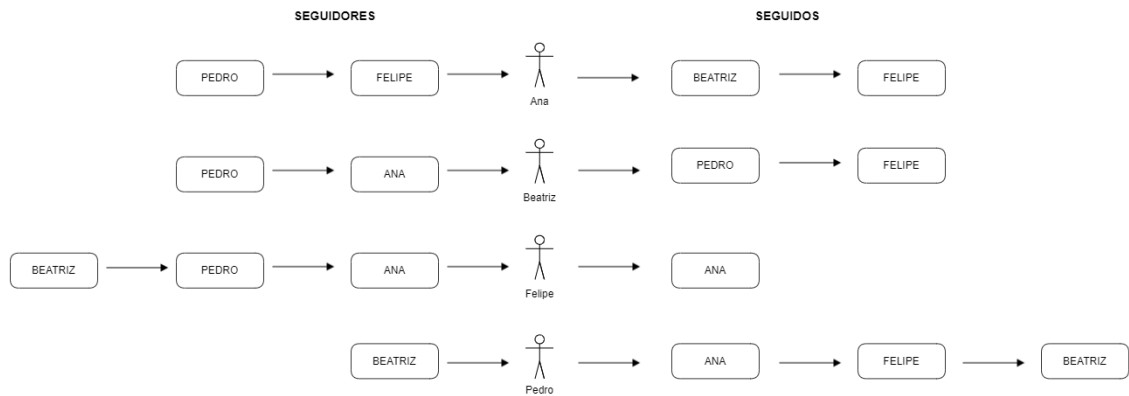 SEGUIDORES SEGUIDOS
PEDRO FELIPE BEATRIZ FELIPE
Ana
PEDRO ANA PEDRO FELIPE
Beatriz
BEATRIZ PEDRO ANA ANA
Felipe
BEATRIZ ANA FELIPE BEATRIZ
Pedro